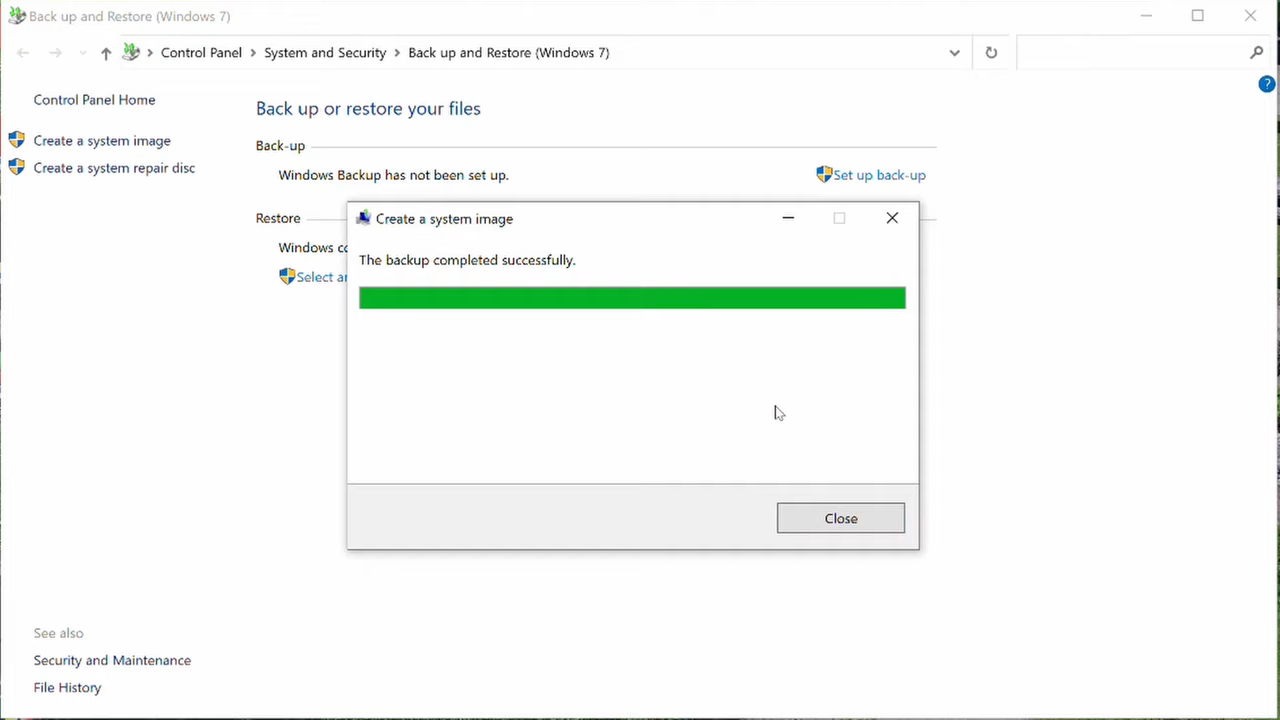 Back up and Restore (Windows 7)
Control Panel > System and Security > Back up and Restore (Windows 7)
Control Panel Home
Create a system image
Create a system repair disc
Back up or restore your files
Back-up
Windows Backup has not been set up.
Set up back-up
Restore
Windows
Select
Create a system image
The backup completed successfully.
Close
See also
Security and Maintenance
File History
?